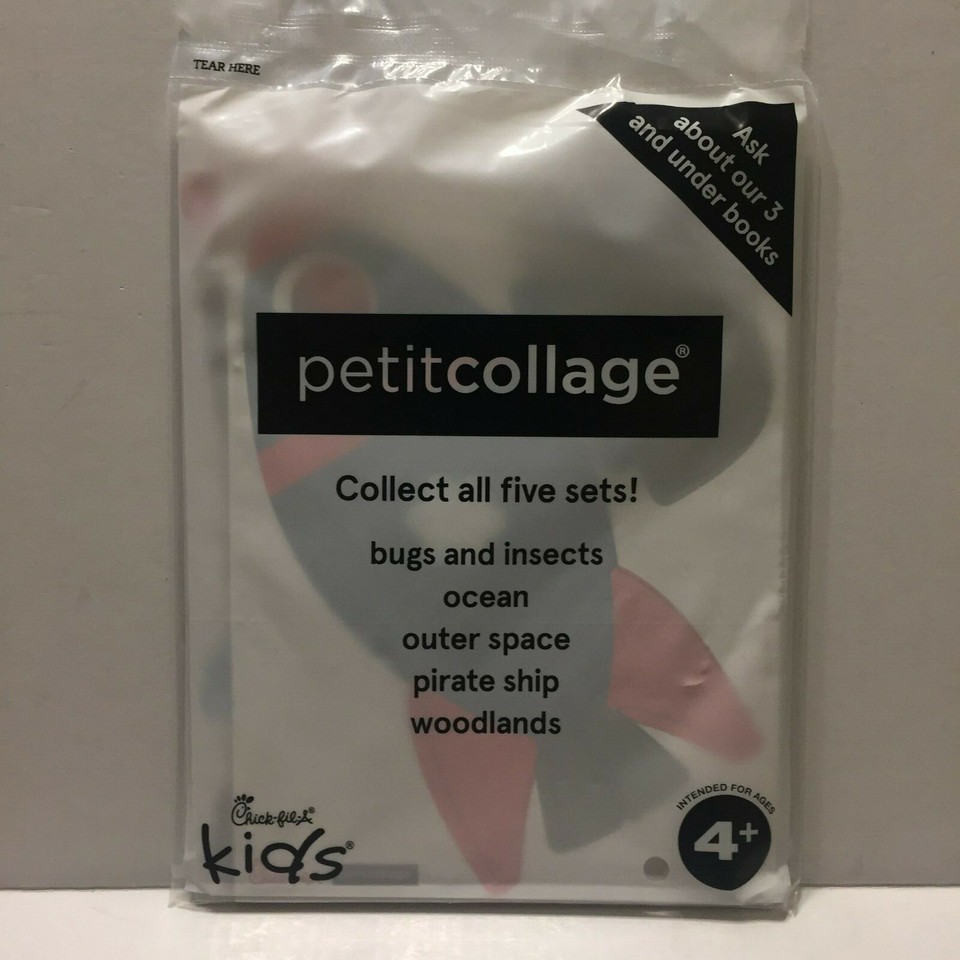 TEAR HERE
Ask
about our 3
and under books
petitcollage®
Collect all five sets!
bugs and insects
ocean
outer space
pirate ship
woodlands
Chick-fil-A®
kids®
INTENDED FOR AGES
4+